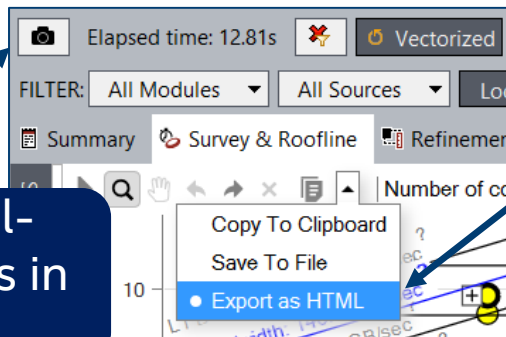 Elapsed time: 12.81s Vectorized
FILTER: All Modules All Sources
Summary Survey & Roofline
Number of
Copy To Clipboard
Save To File
Export as HTML
s in
10